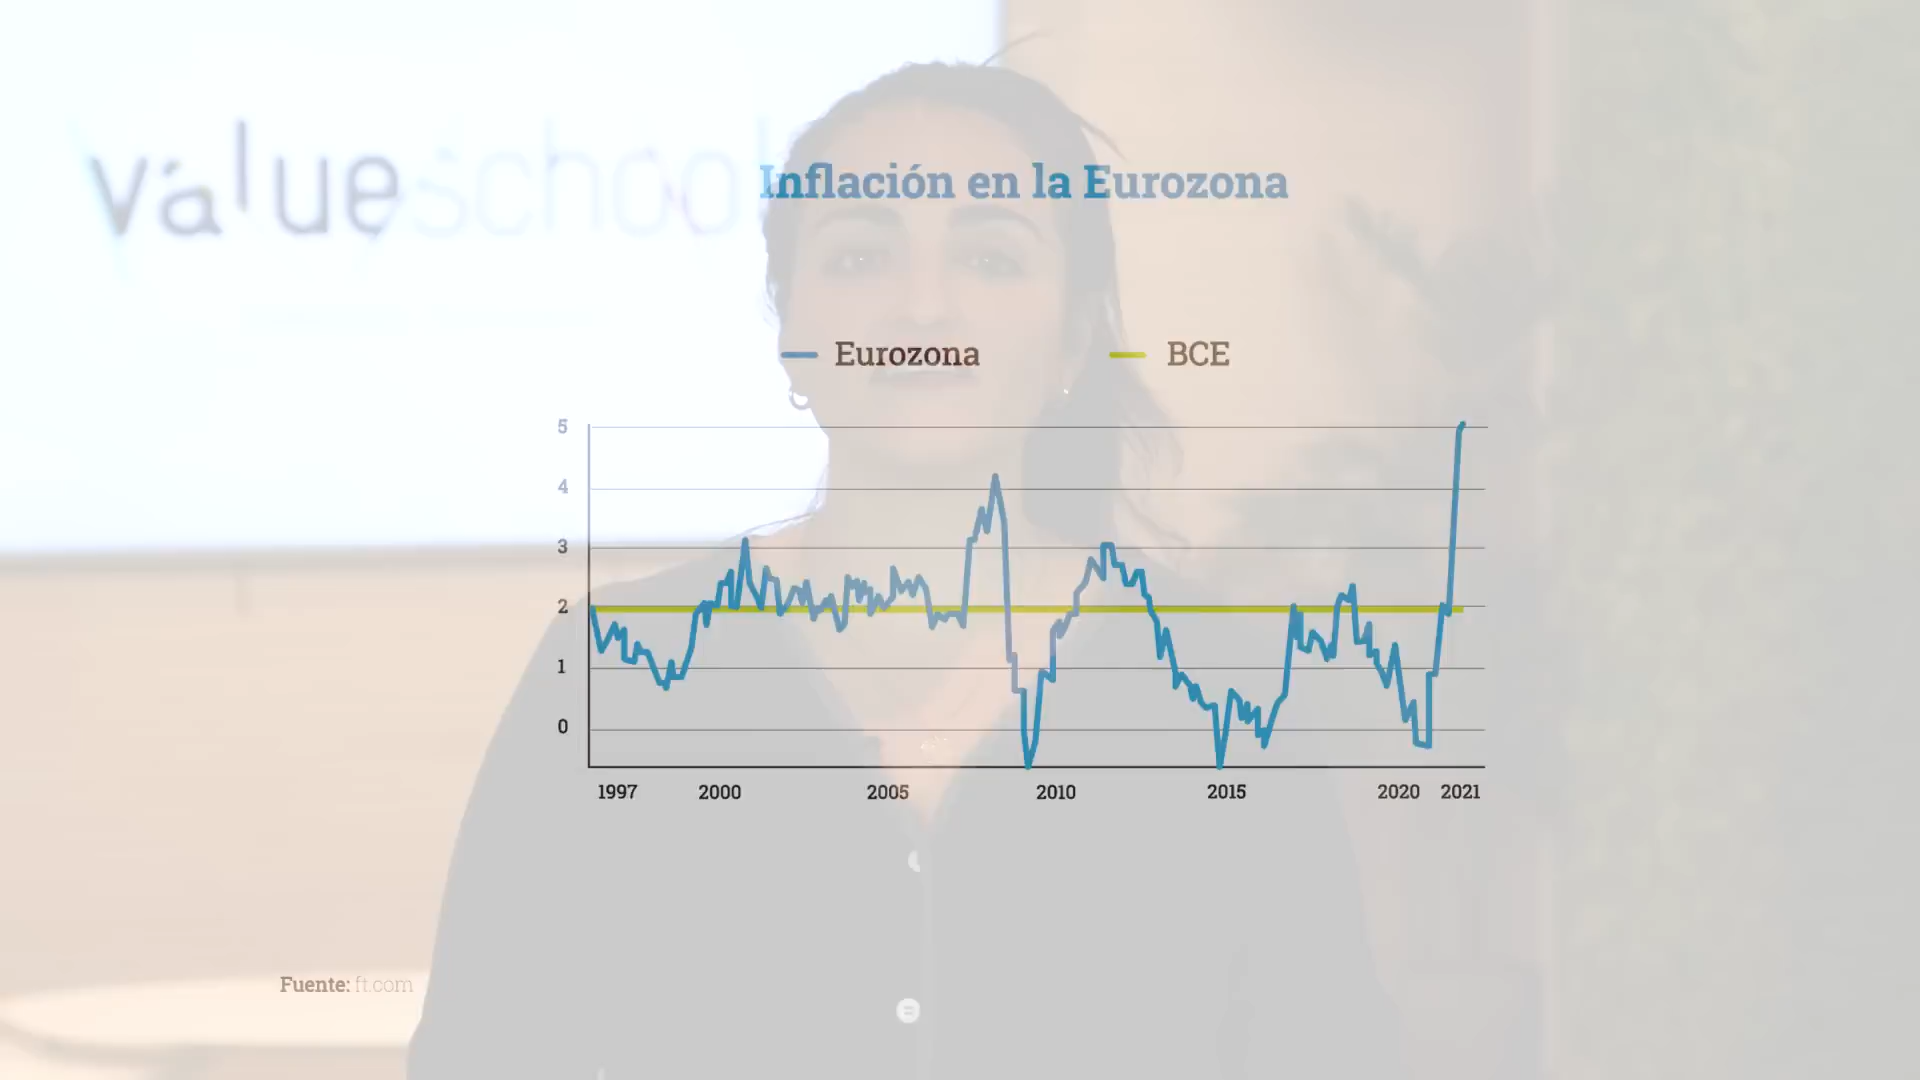 valueschool
Inflación en la Eurozona
Eurozona BCE
5
4
3
2
1
0
1997 2000 2005 2010 2015 2020 2021
Fuente: ft.com